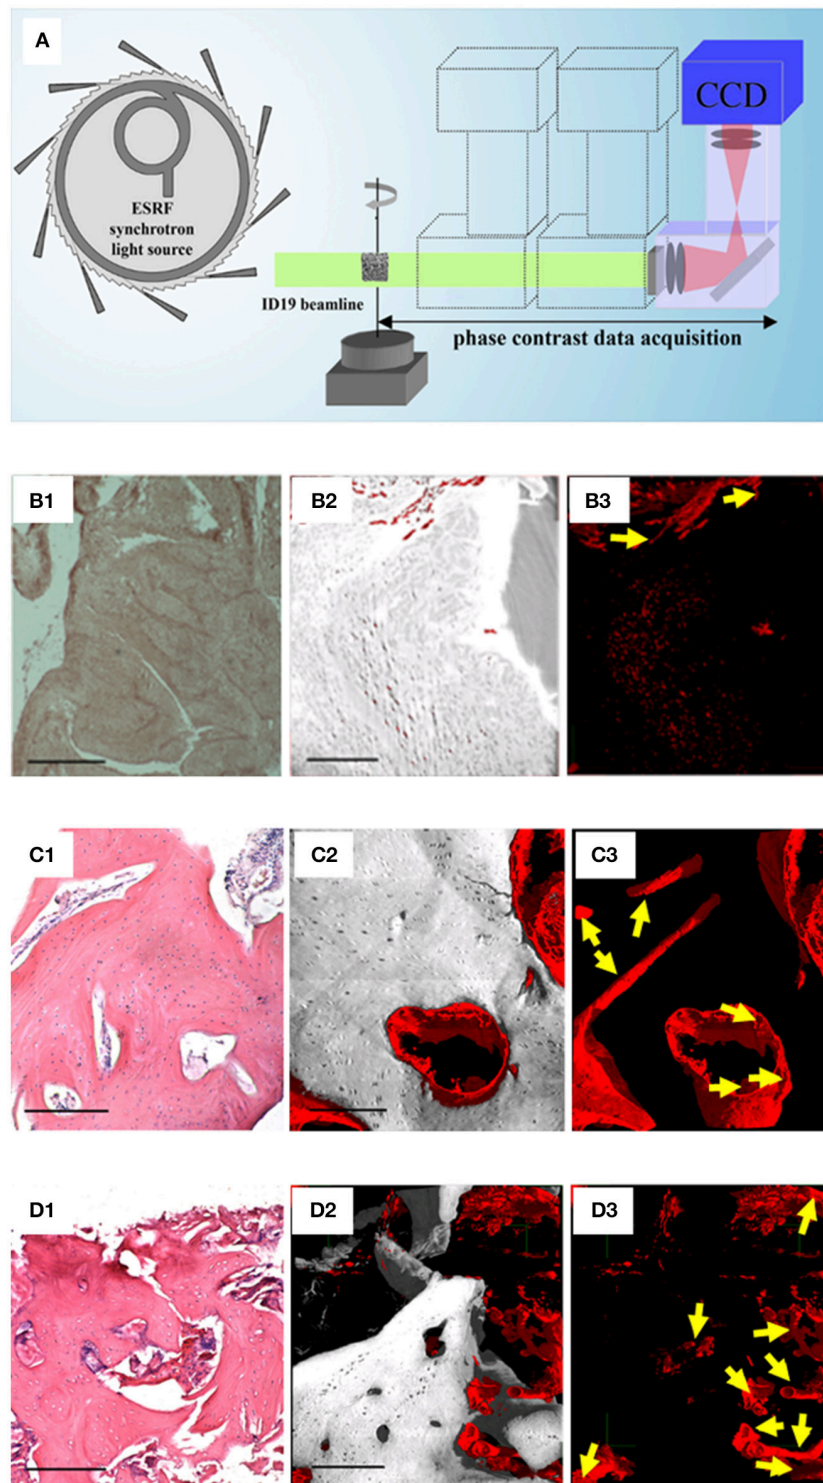 A
ESRF
synchrotron
light source
CCD
ID19 beamline
phase contrast data acquisition
B1
B2
B3
C1
C2
C3
D1
D2
D3